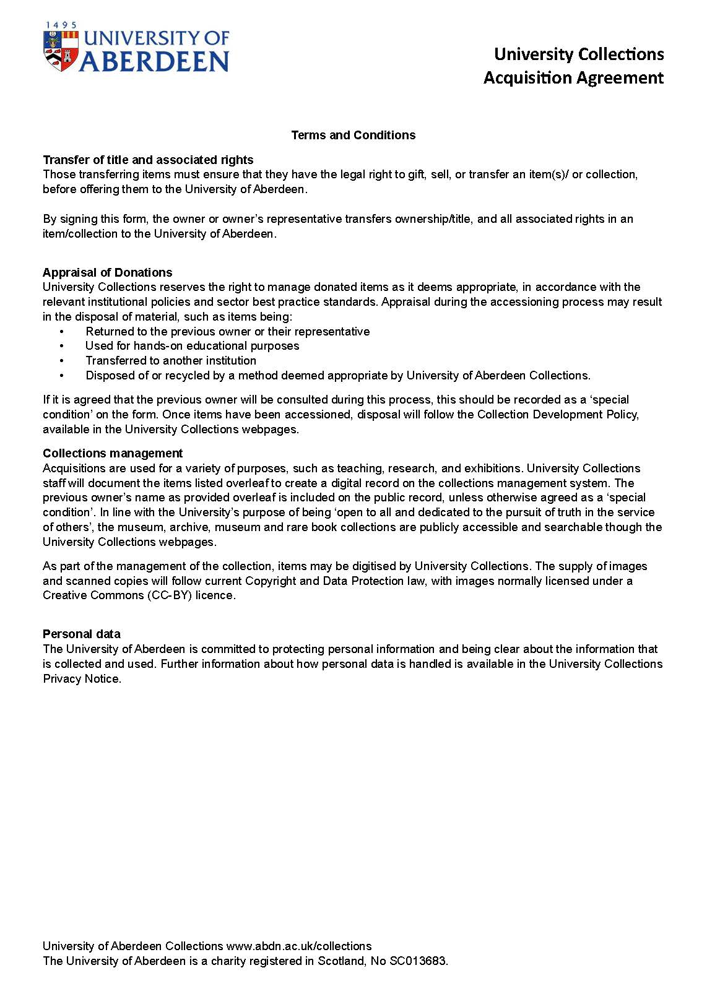 1495
UNIVERSITY OF
ABERDEEN
University Collections
Acquisition Agreement
Terms and Conditions
Transfer of title and associated rights
Those transferring items must ensure that they have the legal right to gift, sell, or transfer an item(s)/ or collection,
before offering them to the University of Aberdeen.
By signing this form, the owner or owner’s representative transfers ownership/title, and all associated rights in an
item/collection to the University of Aberdeen.
Appraisal of Donations
University Collections reserves the right to manage donated items as it deems appropriate, in accordance with the
relevant institutional policies and sector best practice standards. Appraisal during the accessioning process may result
in the disposal of material, such as items being:
• Returned to the previous owner or their representative
• Used for hands-on educational purposes
• Transferred to another institution
• Disposed of or recycled by a method deemed appropriate by University of Aberdeen Collections.
If it is agreed that the previous owner will be consulted during this process, this should be recorded as a ‘special
condition’ on the form. Once items have been accessioned, disposal will follow the Collection Development Policy,
available in the University Collections webpages.
Collections management
Acquisitions are used for a variety of purposes, such as teaching, research, and exhibitions. University Collections
staff will document the items listed overleaf to create a digital record on the collections management system. The
previous owner’s name as provided overleaf is included on the public record, unless otherwise agreed as a ‘special
condition’. In line with the University’s purpose of being ‘open to all and dedicated to the pursuit of truth in the service
of others’, the museum, archive, museum and rare book collections are publicly accessible and searchable though the
University Collections webpages.
As part of the management of the collection, items may be digitised by University Collections. The supply of images
and scanned copies will follow current Copyright and Data Protection law, with images normally licensed under a
Creative Commons (CC-BY) licence.
Personal data
The University of Aberdeen is committed to protecting personal information and being clear about the information that
is collected and used. Further information about how personal data is handled is available in the University Collections
Privacy Notice.
University of Aberdeen Collections www.abdn.ac.uk/collections
The University of Aberdeen is a charity registered in Scotland, No SC013683.